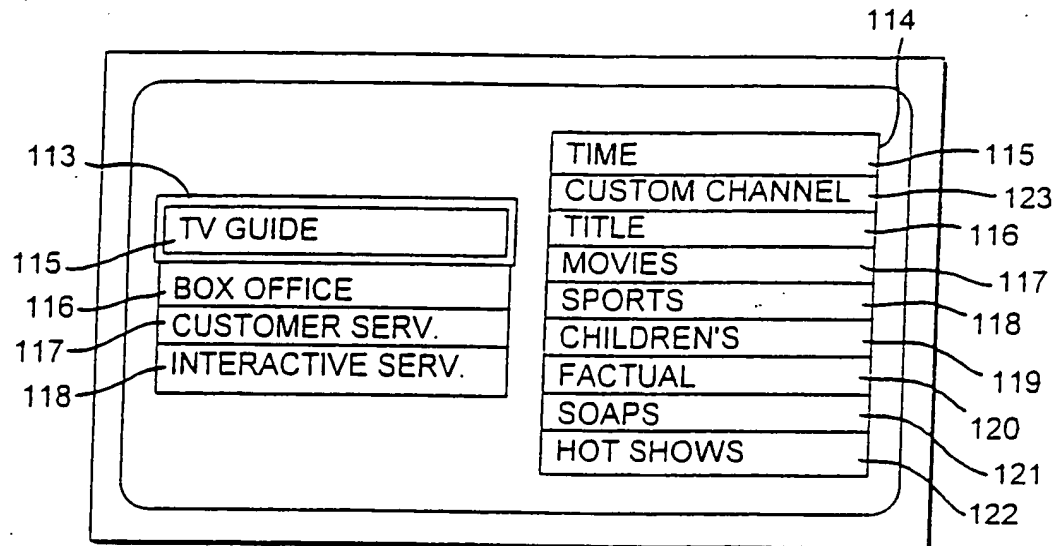 114
113
TV GUIDE
115
BOX OFFICE
116
CUSTOMER SERV.
117
INTERACTIVE SERV.
118
TIME
115
CUSTOM CHANNEL
123
TITLE
116
MOVIES
117
SPORTS
118
CHILDREN'S
119
FACTUAL
120
SOAPS
121
HOT SHOWS
122